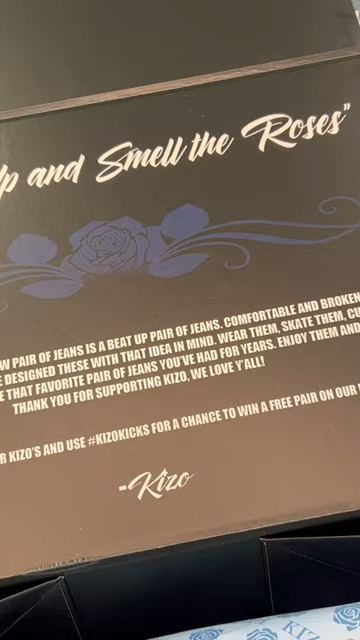 and Smell the Roses"
PAIR OF JEANS IS A BEAT UP PAIR OF JEANS. COMFORTABLE AND BROKEN
DESIGNED THESE WITH THAT IDEA IN MIND. WEAR THEM, SKATE THEM,
THAT FAVORITE PAIR OF JEANS YOU'VE HAD FOR YEARS. ENJOY THEM AND
THANK YOU FOR SUPPORTING KIZO, WE LOVE Y'ALL!
KIZO'S AND USE #KIZOKICKS FOR A CHANCE TO WIN A FREE PAIR ON OUR
-Kizo